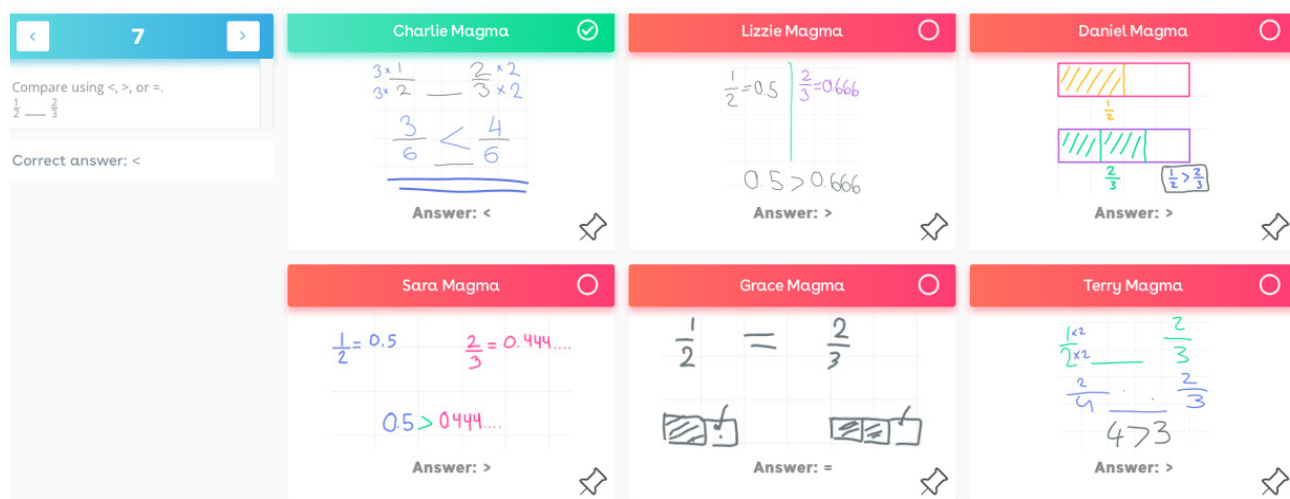 < 7 >
Compare using <, >, or =.
1/2 __ 2/3
Correct answer: <
Charlie Magma
3× 1/2 ×3 __ 2/3 ×2 ×2
3/6 < 4/6
Answer: <
Lizzie Magma
1/2 = 0.5 2/3 = 0.666
0.5 > 0.666
Answer: >
Daniel Magma
1/2
2/3
1/2 > 2/3
Answer: >
Sara Magma
1/2 = 0.5 2/3 = 0.444....
0.5 > 0.444....
Answer: >
Grace Magma
1/2 = 2/3
Answer: =
Terry Magma
1×2/2×2 __ 2/3
2/4 __ 2/3
4 > 3
Answer: >